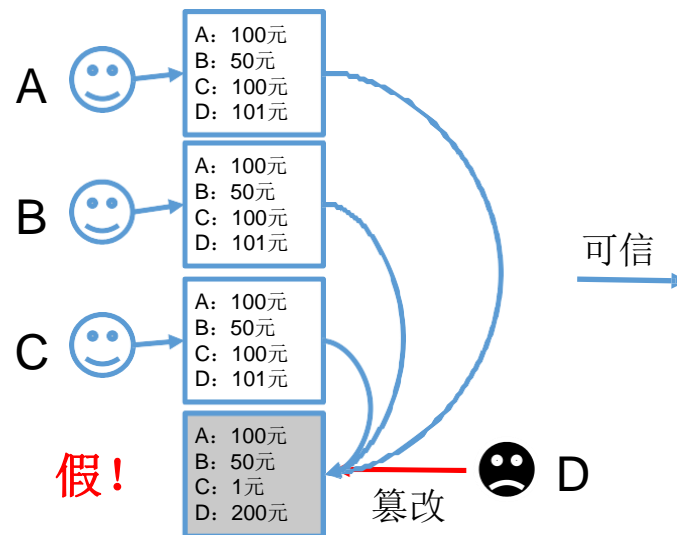 A
A：100元
B：50元
C：100元
D：101元
B
A：100元
B：50元
C：100元
D：101元
可信
C
A：100元
B：50元
C：100元
D：101元
假！
A：100元
B：50元
C：1元
D：200元
篡改
D